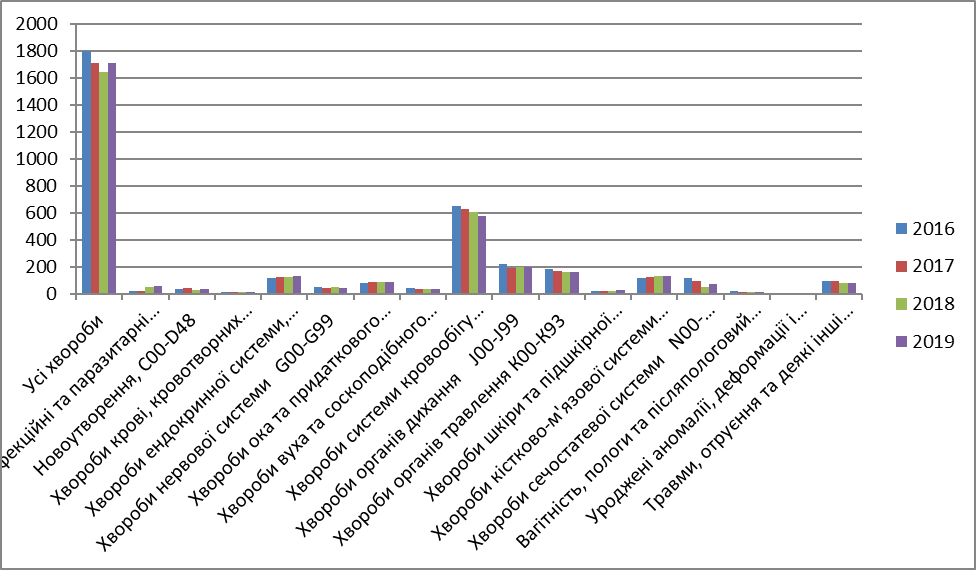 2000
1800
1600
1400
1200
1000
800
600
400
200
0
Усі хвороби
екційні та паразитарні…
Новоутворення, C00-D48
Хвороби крові, кровотворних…
Хвороби ендокринної системи,…
Хвороби нервової системи G00-G99
Хвороби ока та придаткового…
Хвороби вуха та соскоподібного…
Хвороби системи кровообігу…
Хвороби органів дихання J00-J99
Хвороби органів травлення K00-K93
Хвороби шкіри та підшкірної…
Хвороби кістково-м'язової системи…
Хвороби сечостатевої системи N00-…
Вагітність, пологи та післяпологовий…
Уроджені аномалії, деформації і…
Травми, отруєння та деякі інші…
2016
2017
2018
2019